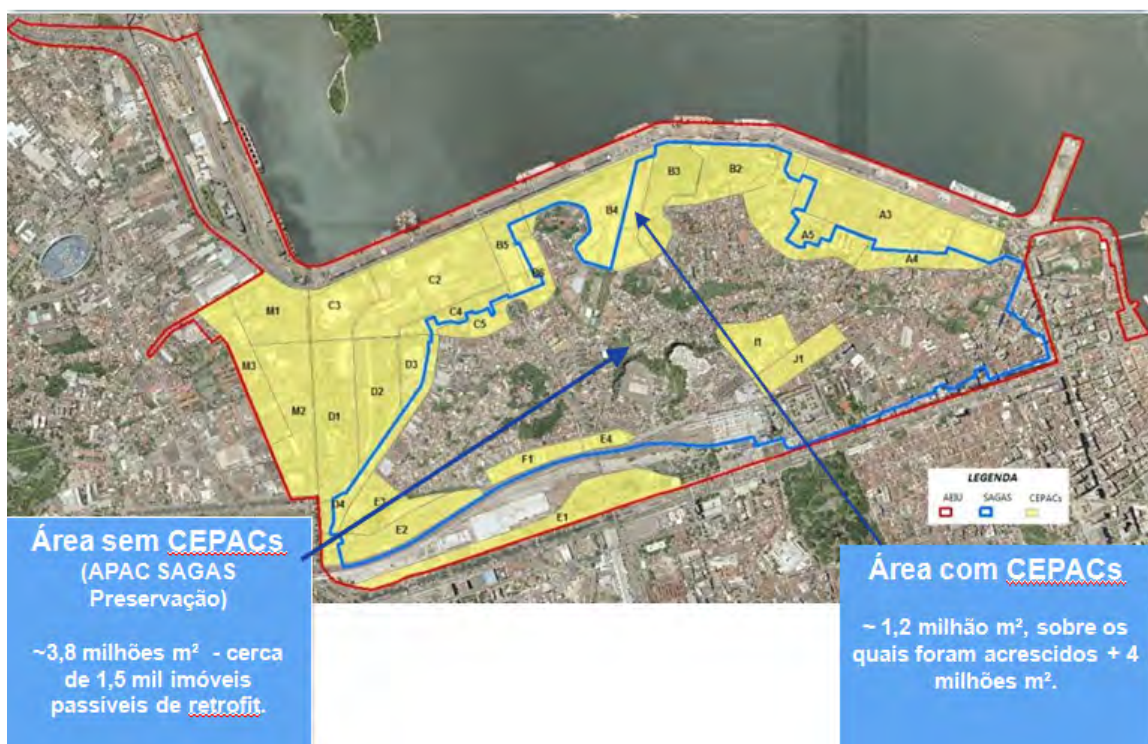 B3
B2
B4
A3
A5
A4
B5
B6
C2
C4
C5
C3
M1
M3
M2
D1
D2
D3
D4
I1
J1
E4
F1
E3
E2
E1
LEGENDA
AEIU SAGAS CEPACs
Área sem CEPACs
(APAC SAGAS
Preservação)
~3,8 milhões m² - cerca
de 1,5 mil imóveis
passíveis de retrofit.
Área com CEPACs
~ 1,2 milhão m², sobre os
quais foram acrescidos + 4
milhões m².